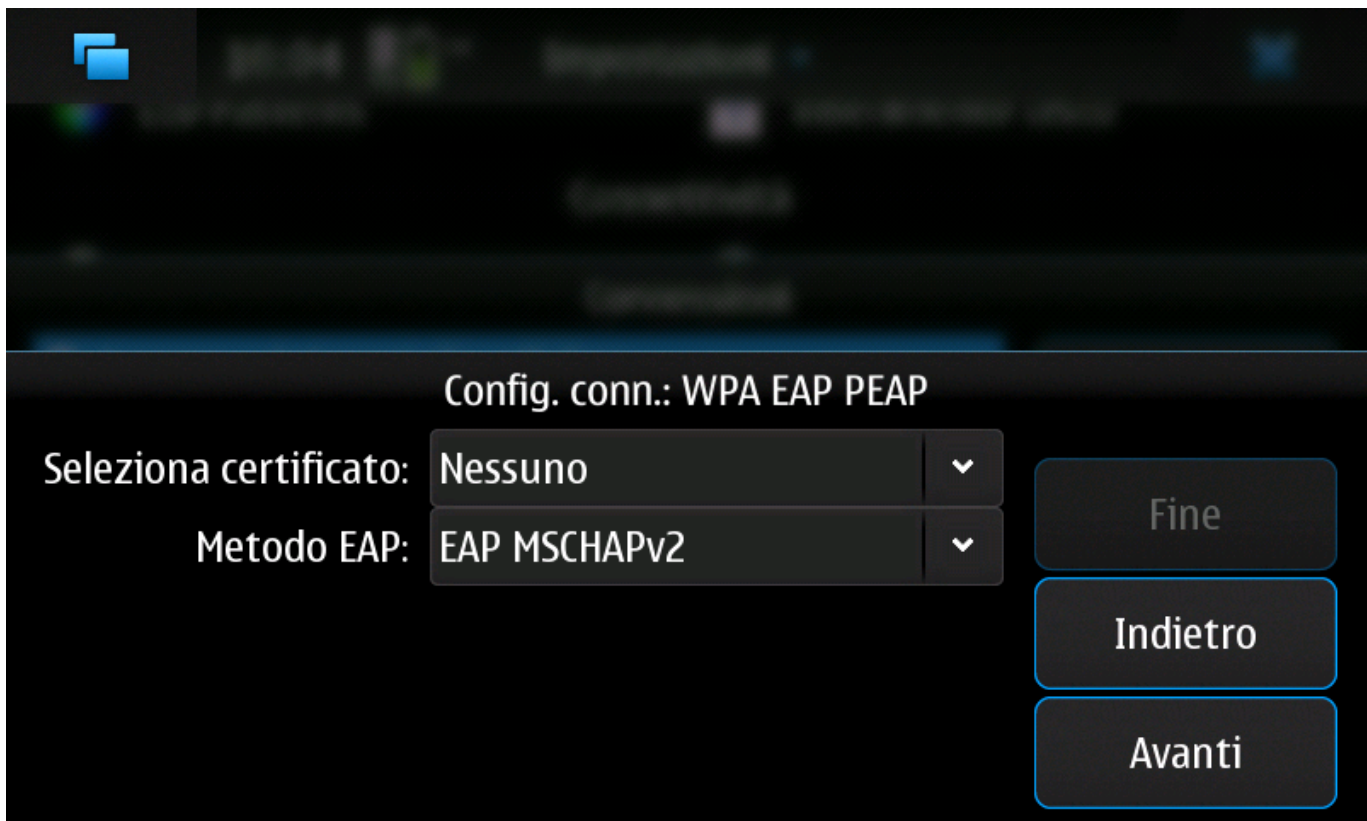 Config. conn.: WPA EAP PEAP
Seleziona certificato: Nessuno
Metodo EAP: EAP MSCHAPv2
Fine
Indietro
Avanti